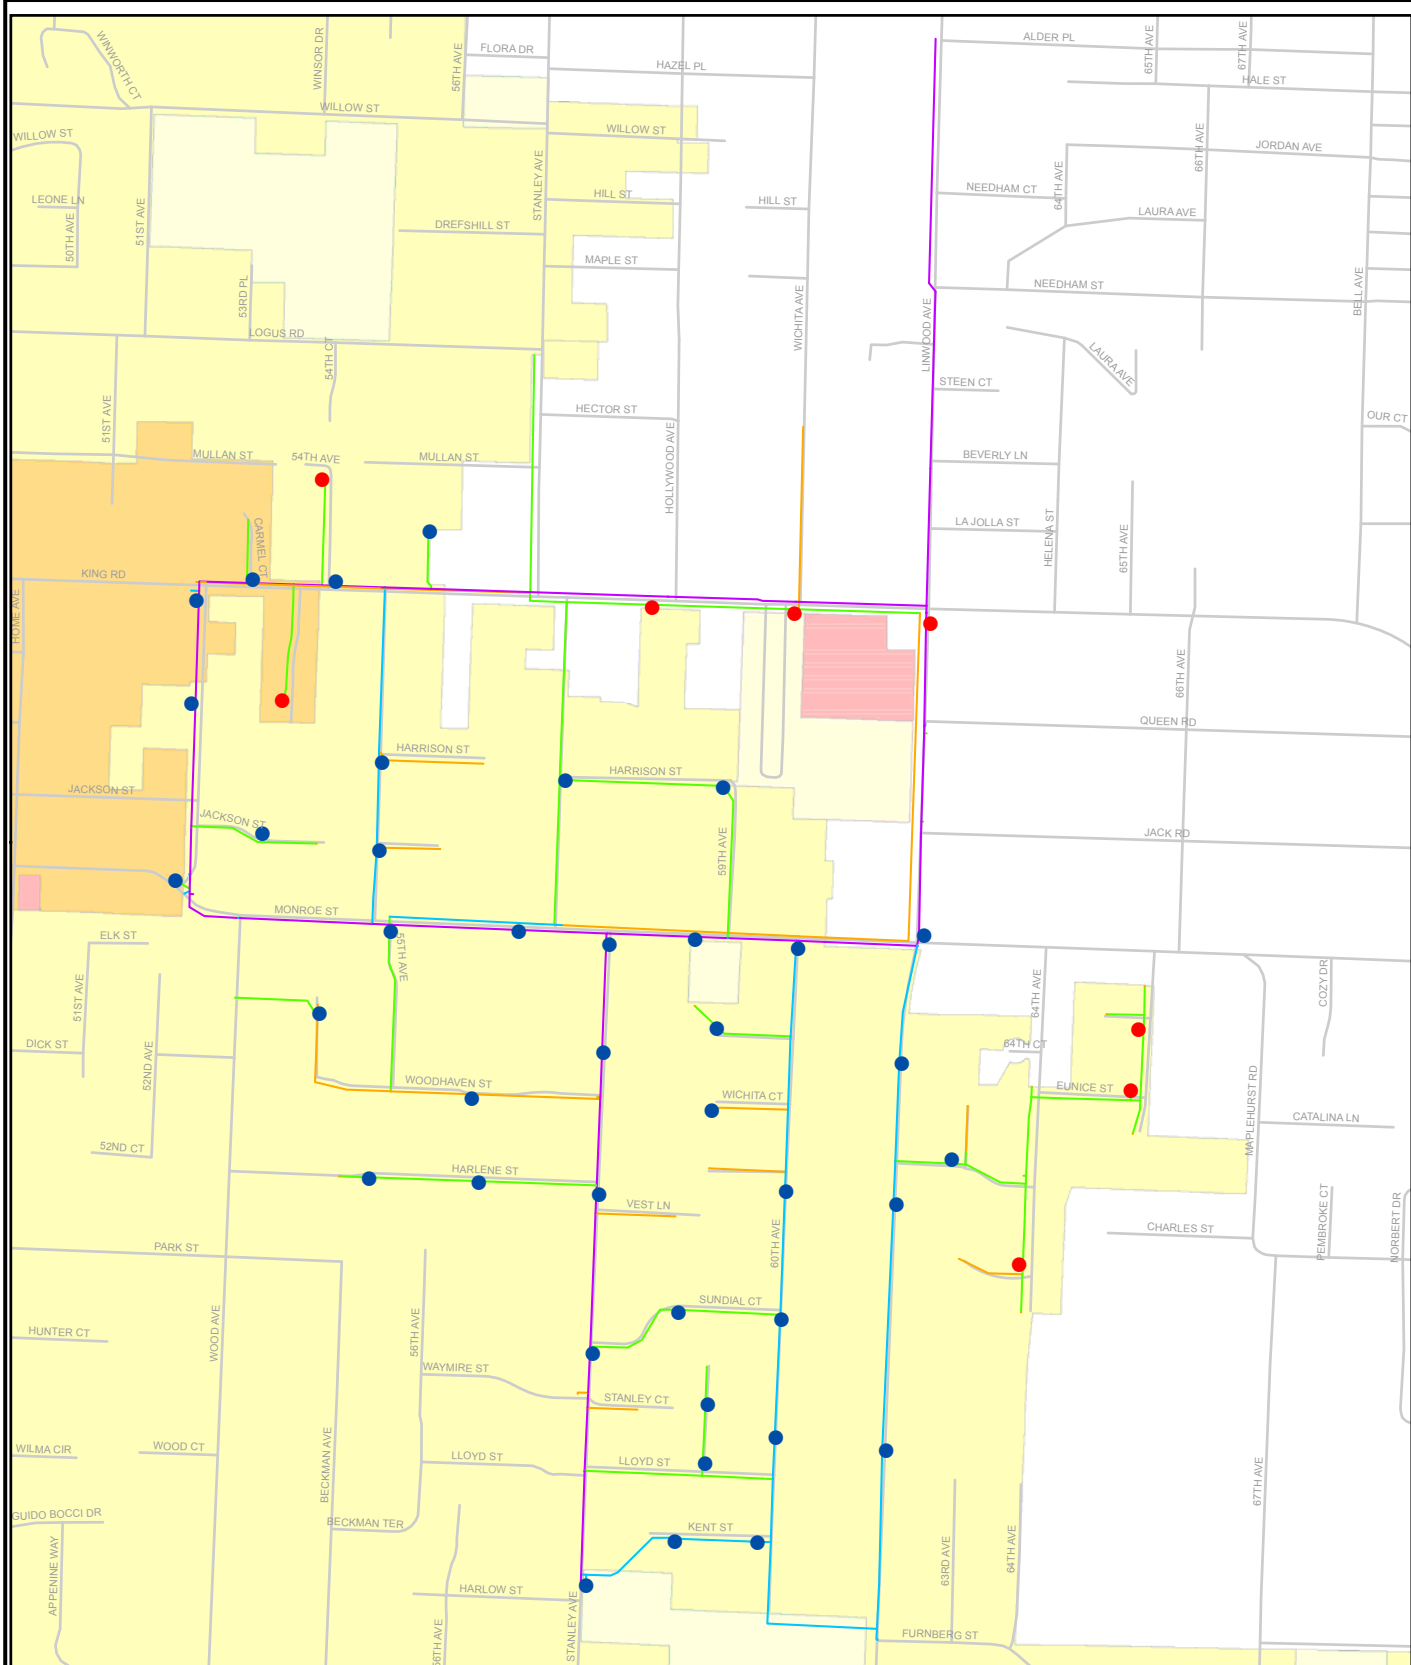 WINWORTH CT
WINSOR DR
56TH AVE
FLORA DR
HAZEL PL
ALDER PL
65TH AVE
67TH AVE
HALE ST
WILLOW ST
WILLOW ST
WILLOW ST
STANLEY AVE
66TH AVE
JORDAN AVE
64TH AVE
NEEDHAM CT
LAURA AVE
LEONE LN
50TH AVE
51ST AVE
DREFSHILL ST
HILL ST
HILL ST
MAPLE ST
NEEDHAM ST
BELL AVE
53RD PL
LOGUS RD
54TH CT
WICHITA AVE
LINWOOD AVE
LAURA AVE
STEEN CT
51ST AVE
HECTOR ST
OUR CT
HOLLYWOOD AVE
MULLAN ST
54TH AVE
MULLAN ST
BEVERLY LN
CARMEL CT
LA JOLLA ST
HELENA ST
65TH AVE
KING RD
HOME AVE
66TH AVE
QUEEN RD
HARRISON ST
HARRISON ST
JACKSON ST
JACKSON ST
59TH AVE
JACK RD
MONROE ST
ELK ST
55TH AVE
51ST AVE
64TH AVE
COZY DR
DICK ST
52ND AVE
64TH CT
WOODHAVEN ST
WICHITA CT
EUNICE ST
MAPLEHURST RD
CATALINA LN
52ND CT
HARLENE ST
VEST LN
60TH AVE
PEMBROKE CT
NORBERT DR
CHARLES ST
PARK ST
SUNDIAL CT
HUNTER CT
WOOD AVE
56TH AVE
WAYMIRE ST
STANLEY CT
WILMA CIR
WOOD CT
BECKMAN AVE
LLOYD ST
LLOYD ST
67TH AVE
GUIDO BOCCI DR
BECKMAN TER
KENT ST
APPENINE WAY
HARLOW ST
63RD AVE
64TH AVE
56TH AVE
STANLEY AVE
FURNBERG ST